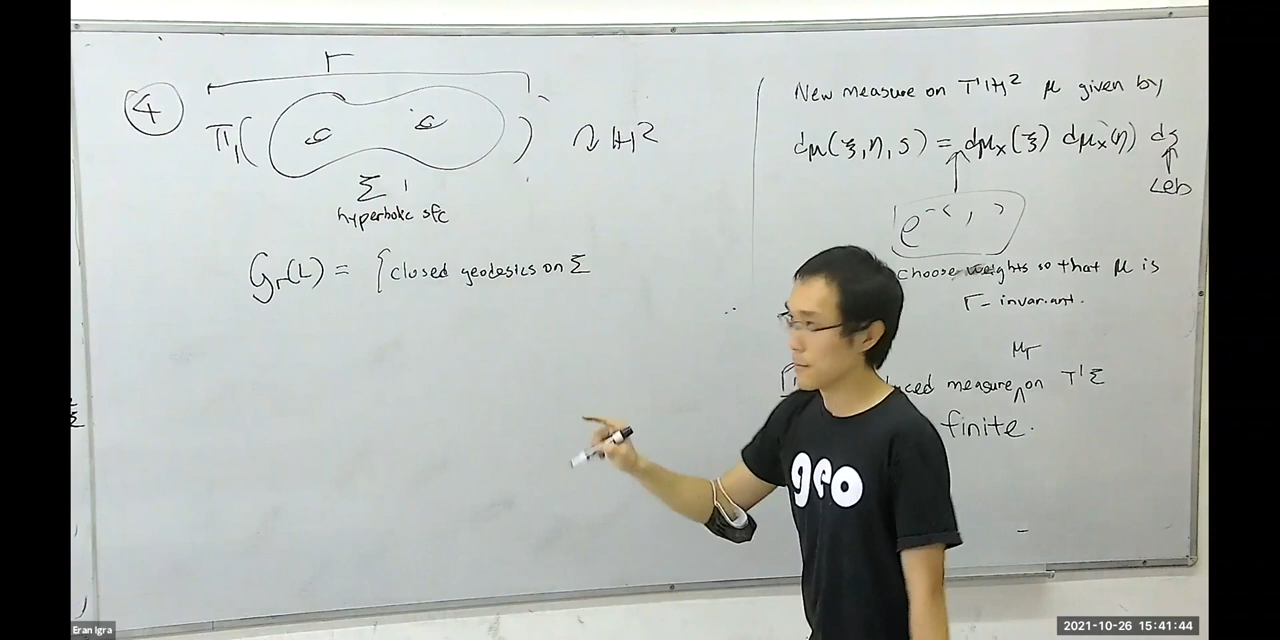 ④
Γ
π₁( ) ↷ ℍ²
Σ
hyperbolic sfc
G_Γ(L) = { closed geodesics on Σ
New measure on T¹ℍ² μ given by
dμ(ξ,η,s) = dμₓ(ξ) dμₓ(η) ds
Leb
e^{-< , >}
choose weights so that μ is
Γ-invariant.
μ_Γ
measure on T¹Σ
finite.
geo
Eran Igra
2021-10-26 15:41:44